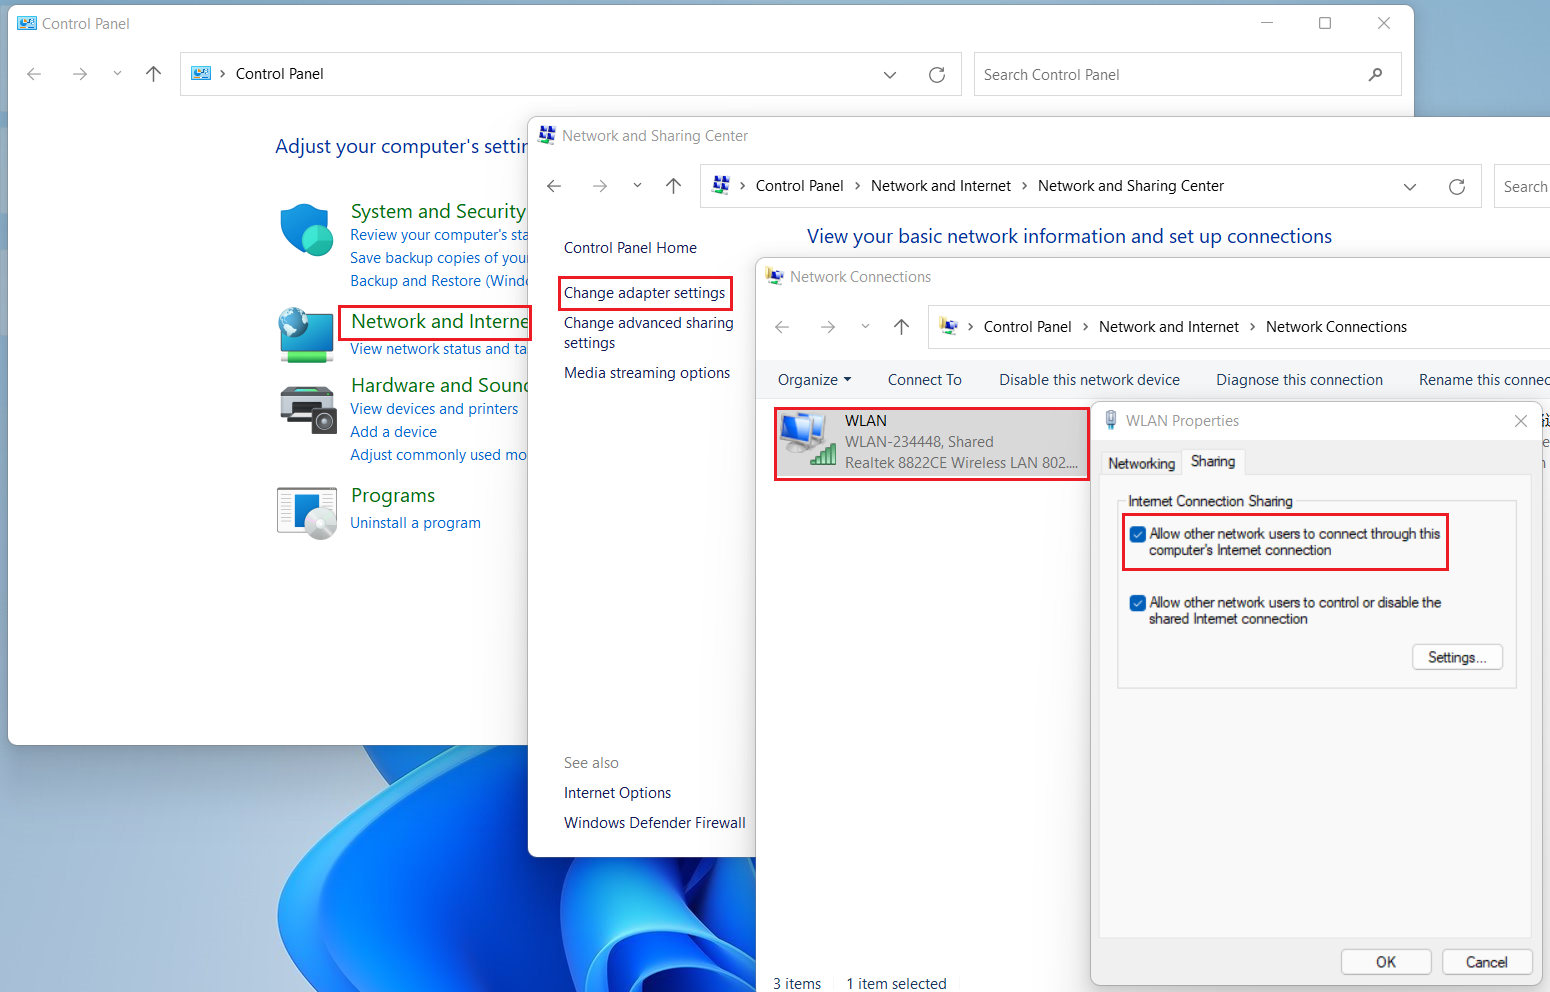 Control Panel
Control Panel
Search Control Panel
Adjust your computer's settin
System and Security
Review your computer's sta
Save backup copies of your
Backup and Restore (Windo
Network and Interne
View network status and ta
Hardware and Soun
View devices and printers
Add a device
Adjust commonly used mo
Programs
Uninstall a program
Network and Sharing Center
Control Panel > Network and Internet > Network and Sharing Center
Search
Control Panel Home
Change adapter settings
Change advanced sharing
settings
Media streaming options
See also
Internet Options
Windows Defender Firewall
View your basic network information and set up connections
Network Connections
Control Panel > Network and Internet > Network Connections
Organize Connect To Disable this network device Diagnose this connection Rename this connec
WLAN
WLAN-234448, Shared
Realtek 8822CE Wireless LAN 802....
3 items 1 item selected
WLAN Properties
Networking Sharing
Internet Connection Sharing
Allow other network users to connect through this
computer's Internet connection
Allow other network users to control or disable the
shared Internet connection
Settings...
OK Cancel